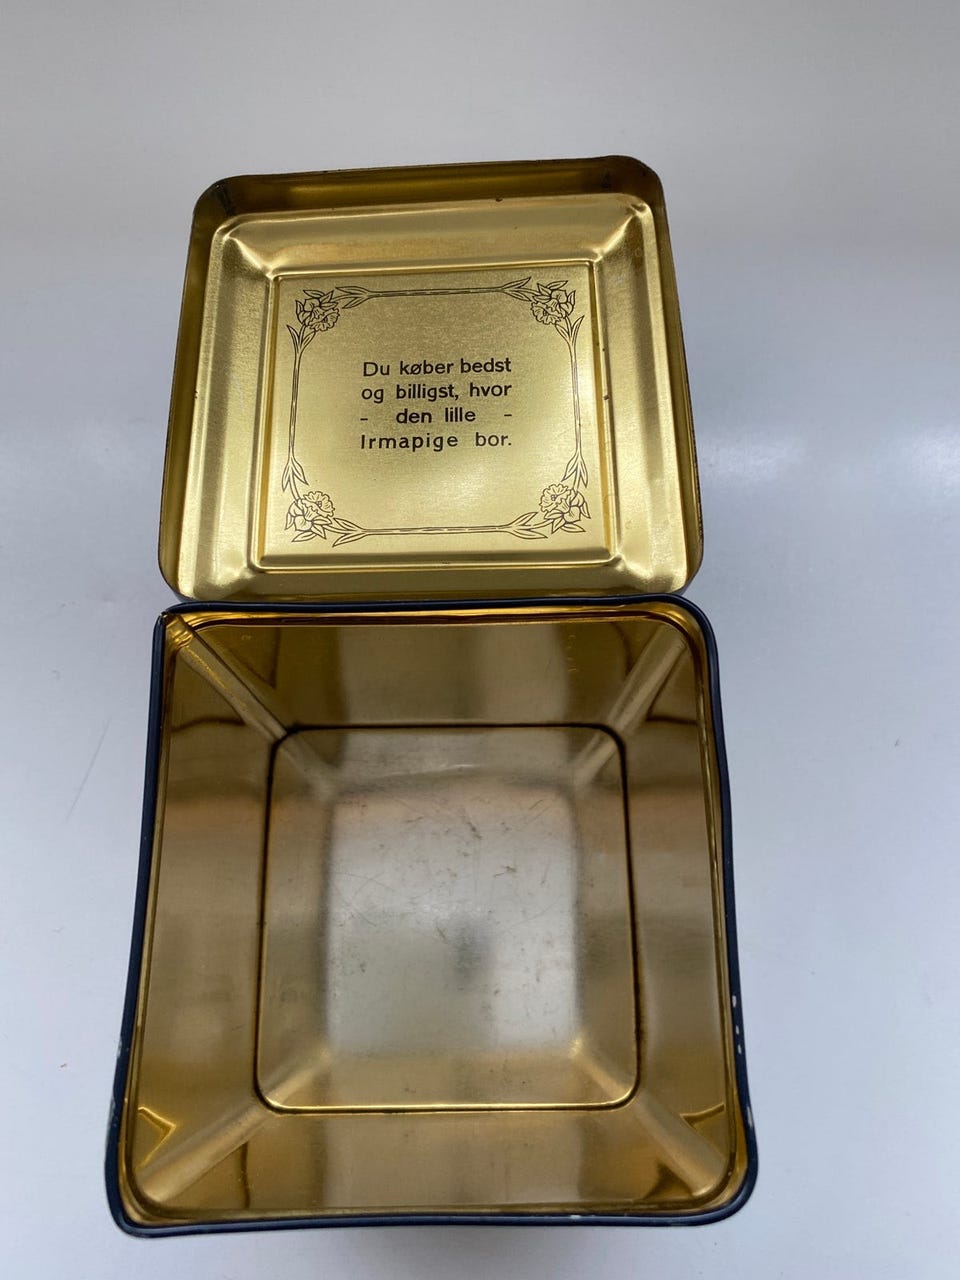 Du køber bedst
og billigst, hvor
- den lille -
Irmapige bor.